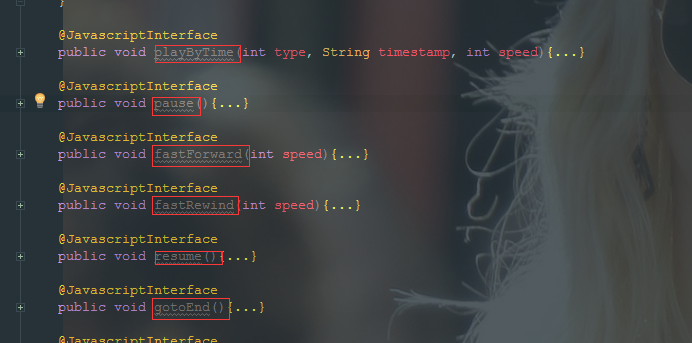 }
@JavascriptInterface
public void playByTime(int type, String timestamp, int speed){...}
@JavascriptInterface
public void pause(){...}
@JavascriptInterface
public void fastForward(int speed){...}
@JavascriptInterface
public void fastRewind(int speed){...}
@JavascriptInterface
public void resume(){...}
@JavascriptInterface
public void gotoEnd(){...}
@JavascriptInterface